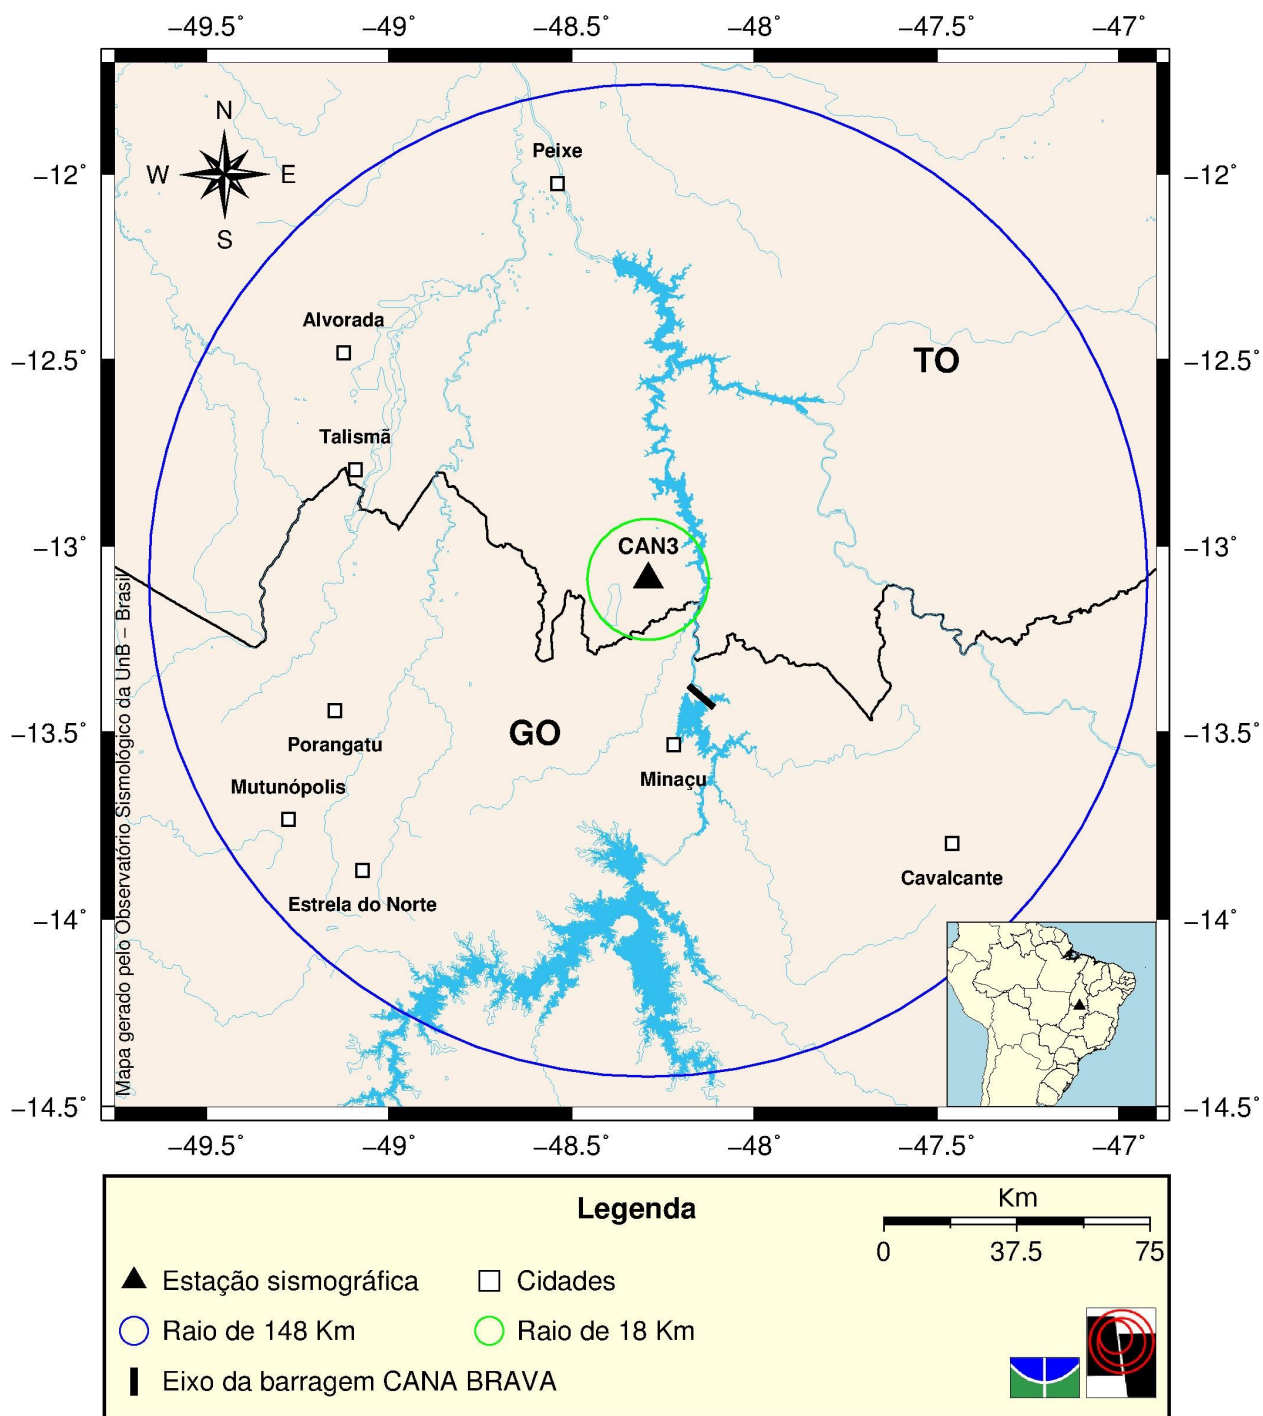 −49.5° −49° −48.5° −48° −47.5° −47°
N
W E
S
Peixe
−12° −12°
Alvorada
TO
−12.5° −12.5°
Talismã
CAN3
−13° −13°
Porangatu
GO
−13.5° −13.5°
Minaçu
Mutunópolis
Cavalcante
Estrela do Norte
−14° −14°
−14.5° −14.5°
Mapa gerado pelo Observatório Sismológico da UnB – Brasil
−49.5° −49° −48.5° −48° −47.5° −47°
Legenda
Km
0 37.5 75
Estação sismográfica
Cidades
Raio de 148 Km
Raio de 18 Km
Eixo da barragem CANA BRAVA